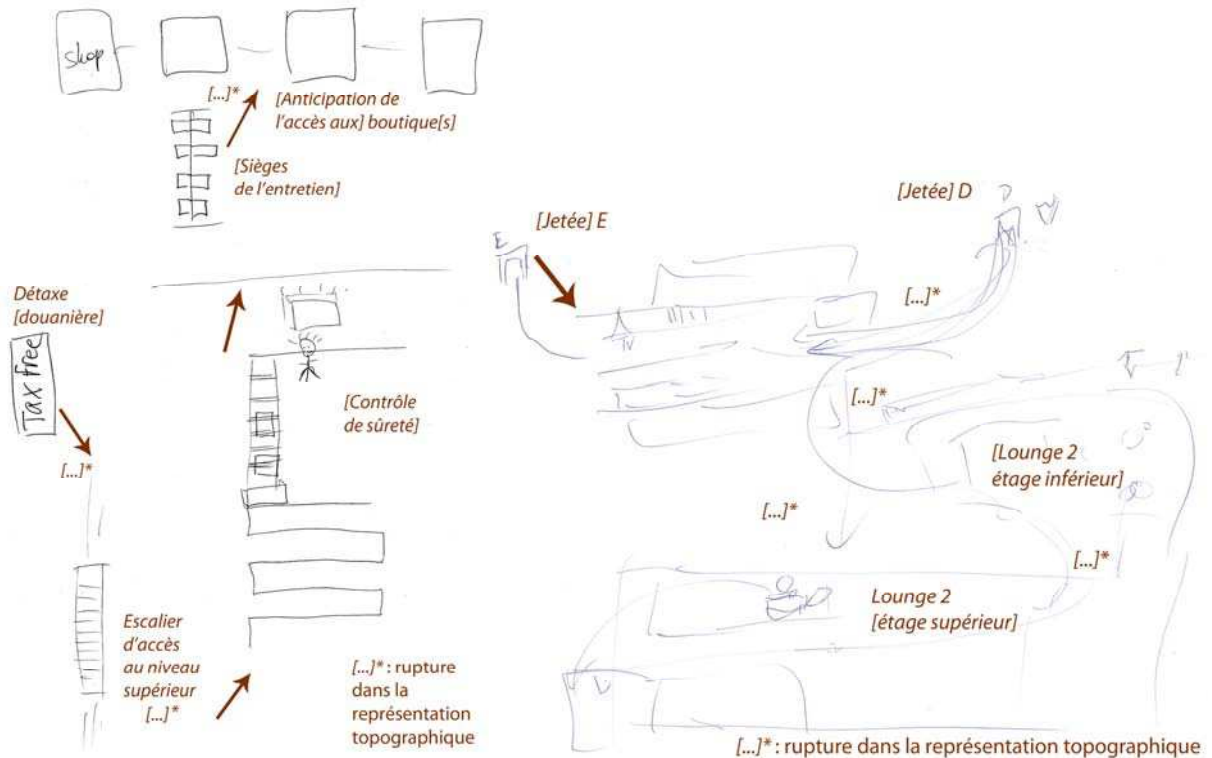 shop
[...]*
[Anticipation de
l'accès aux] boutique[s]
[Sièges
de l'entretien]
Détaxe
[douanière]
Tax free
[...]*
[Contrôle
de sûreté]
Escalier
d'accès
au niveau
supérieur
[...]*
[...]* : rupture
dans la
représentation
topographique
[Jetée] E
[Jetée] D
E
D
[...]*
TV
[...]*
[Lounge 2
étage inférieur]
[...]*
[...]*
Lounge 2
[étage supérieur]
[...]* : rupture dans la représentation topographique